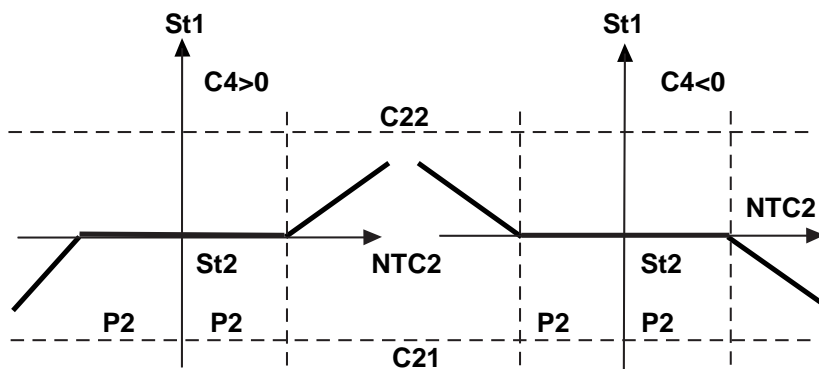 St1 St1
C4>0 C4<0
C22
NTC2
St2 NTC2 St2
P2 P2 P2 P2
C21